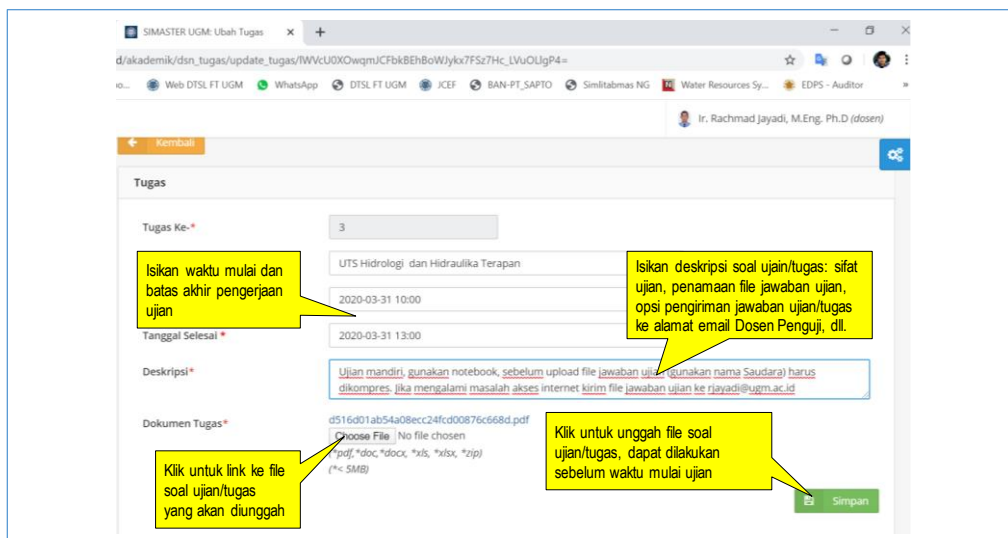 SIMASTER UGM: Ubah Tugas
d/akademik/dsn_tugas/update_tugas/IWVcU0XOwqmJCFbkBEhBoWJykx7FSz7Hc_LVuOLlgP4=
Web DTSL FT UGM WhatsApp DTSL FT UGM JCEF BAN-PT_SAPTO Simlitabmas NG Water Resources Sy... EDPS - Auditor »
Ir. Rachmad Jayadi, M.Eng. Ph.D (dosen)
Kembali
Tugas
Tugas Ke-*
3
UTS Hidrologi dan Hidraulika Terapan
Isikan waktu mulai dan
batas akhir pengerjaan
ujian
2020-03-31 10:00
Isikan deskripsi soal ujain/tugas: sifat
ujian, penamaan file jawaban ujian,
opsi pengiriman jawaban ujian/tugas
ke alamat email Dosen Penguji, dll.
Tanggal Selesai *
2020-03-31 13:00
Deskripsi*
Ujian mandiri, gunakan notebook, sebelum upload file jawaban ujian (gunakan nama Saudara) harus
dikompres. Jika mengalami masalah akses internet kirim file jawaban ujian ke rjayadi@ugm.ac.id
Dokumen Tugas*
d516d01ab54a08ecc24fcd00876c668d.pdf
Choose File No file chosen
(*pdf,*doc,*docx, *xls, *xlsx, *zip)
(*< 5MB)
Klik untuk link ke file
soal ujian/tugas
yang akan diunggah
Klik untuk unggah file soal
ujian/tugas, dapat dilakukan
sebelum waktu mulai ujian
Simpan